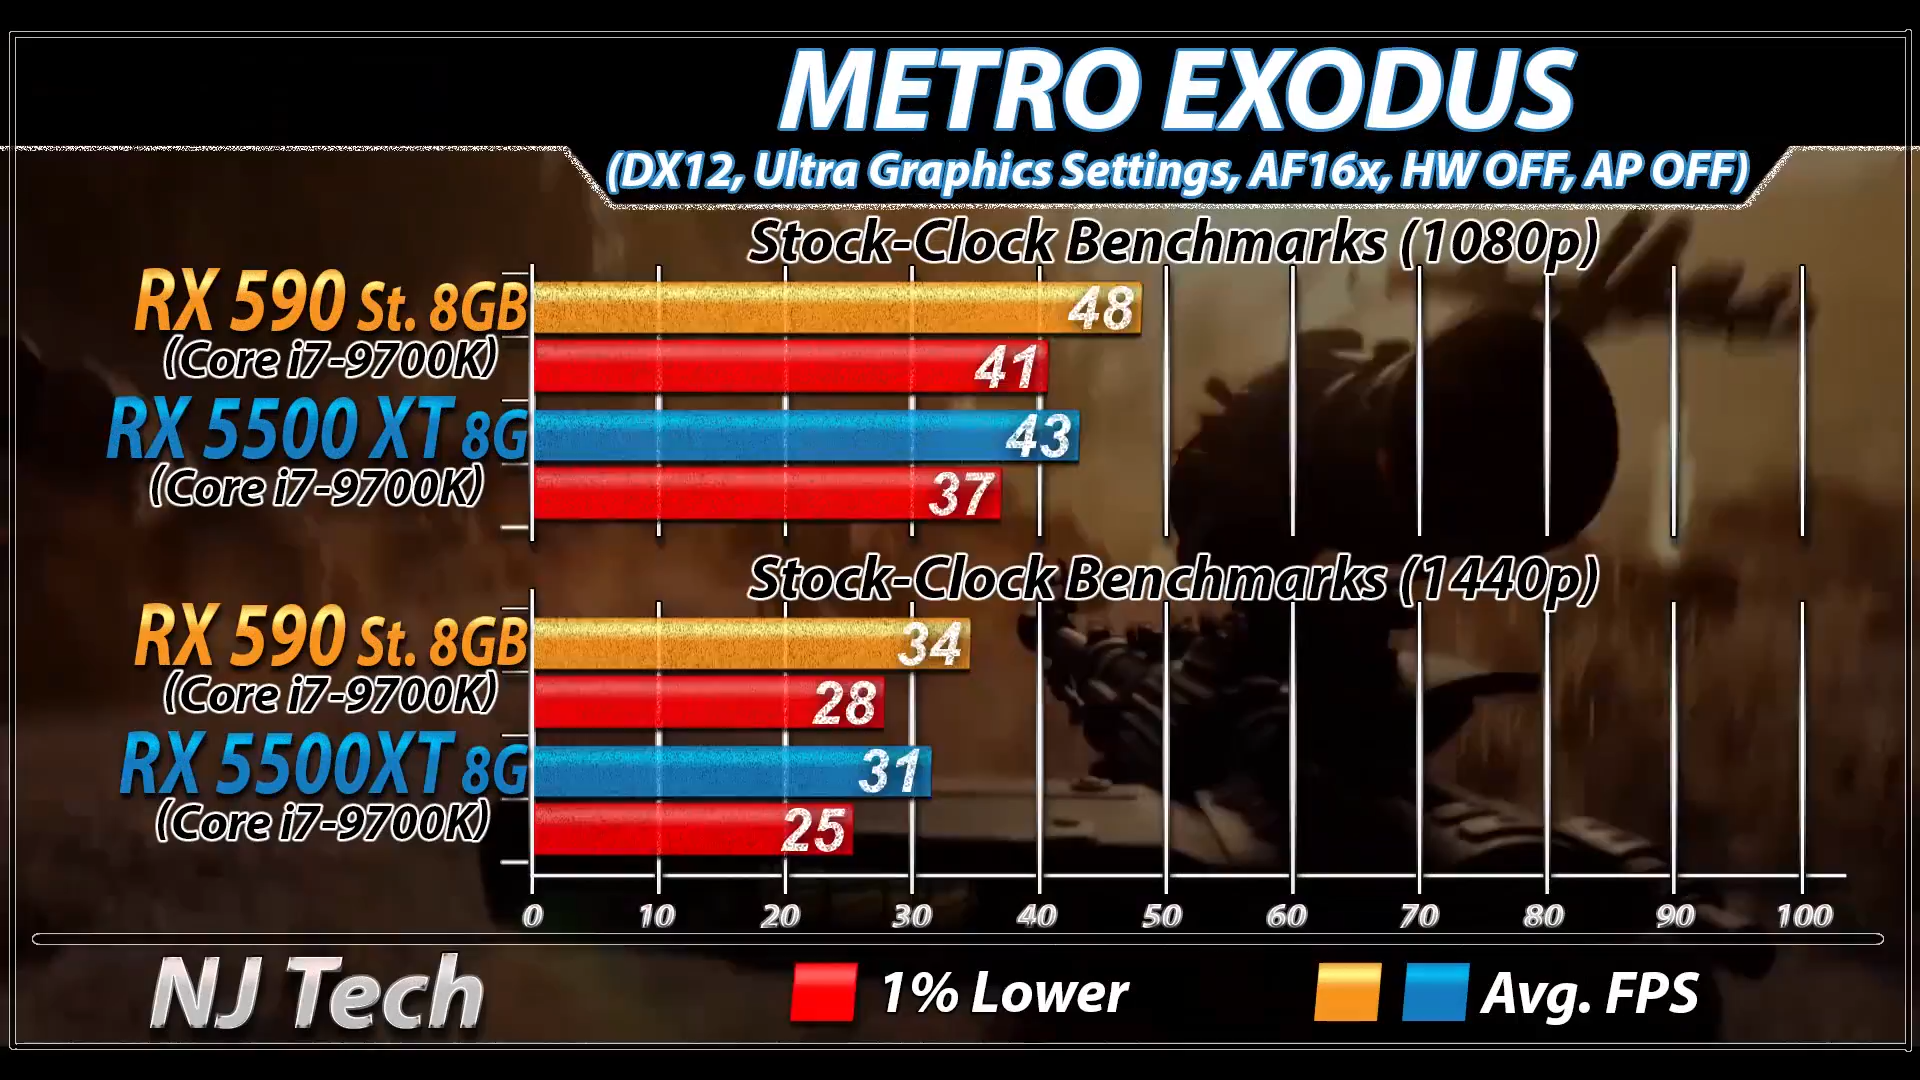 METRO EXODUS
(DX12, Ultra Graphics Settings, AF16x, HW OFF, AP OFF)
Stock-Clock Benchmarks (1080p)
RX 590 St. 8GB
48
(Core i7-9700K)
41
RX 5500 XT 8G
43
(Core i7-9700K)
37
Stock-Clock Benchmarks (1440p)
RX 590 St. 8GB
34
(Core i7-9700K)
28
RX 5500XT 8G
31
(Core i7-9700K)
25
0 10 20 30 40 50 60 70 80 90 100
NJ Tech
1% Lower
Avg. FPS